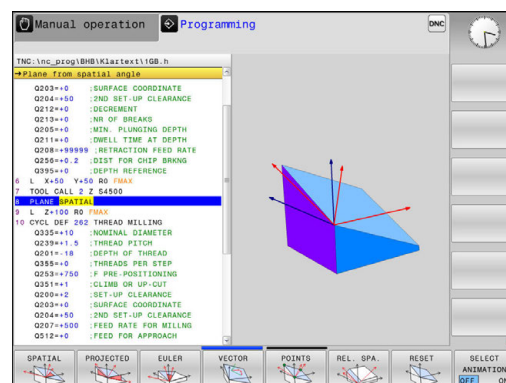 Manual operation
Programming
DNC
TNC:\nc_prog\BHB\Klartext\1GB.h
→Plane from spatial angle
Q203=+0 ;SURFACE COORDINATE
Q204=+50 ;2ND SET-UP CLEARANCE
Q212=+0 ;DECREMENT
Q213=+0 ;NR OF BREAKS
Q205=+0 ;MIN. PLUNGING DEPTH
Q211=+0 ;DWELL TIME AT DEPTH
Q208=+99999 ;RETRACTION FEED RATE
Q256=+0.2 ;DIST FOR CHIP BRKNG
Q395=+0 ;DEPTH REFERENCE
6 L X+50 Y+50 R0 FMAX
7 TOOL CALL 2 Z S4500
8 PLANE SPATIAL
9 L Z+100 R0 FMAX
10 CYCL DEF 262 THREAD MILLING
Q335=+10 ;NOMINAL DIAMETER
Q239=+1.5 ;THREAD PITCH
Q201=-18 ;DEPTH OF THREAD
Q355=+0 ;THREADS PER STEP
Q253=+750 ;F PRE-POSITIONING
Q351=+1 ;CLIMB OR UP-CUT
Q200=+2 ;SET-UP CLEARANCE
Q203=+0 ;SURFACE COORDINATE
Q204=+50 ;2ND SET-UP CLEARANCE
Q207=+500 ;FEED RATE FOR MILLNG
Q512=+0 ;FEED FOR APPROACH
SPATIAL
PROJECTED
EULER
VECTOR
POINTS
REL. SPA.
RESET
SELECT
ANIMATION
OFF